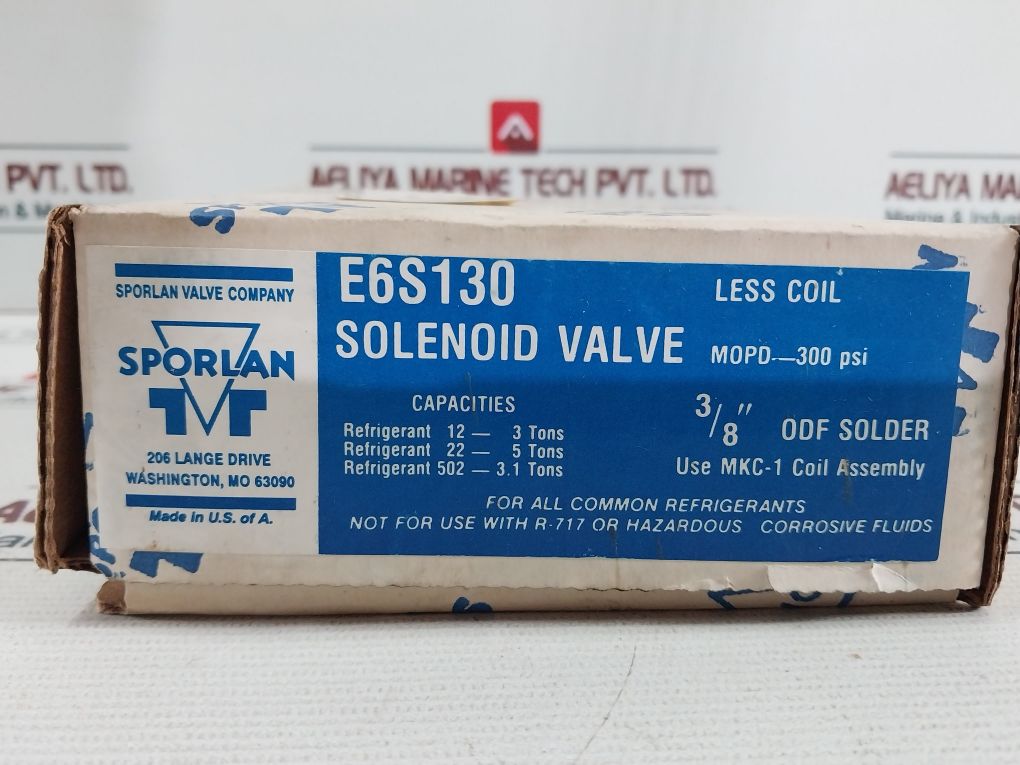 PVT. LTD.
AELIYA MARINE TECH PVT. LTD.
AELIYA MA
Marine & Indus
n & M
SPORLAN VALVE COMPANY
SPORLAN
206 LANGE DRIVE
WASHINGTON, MO 63090
Made in U.S. of A.
E6S130
LESS COIL
SOLENOID VALVE
MOPD—300 psi
CAPACITIES
Refrigerant 12 — 3 Tons
Refrigerant 22 — 5 Tons
Refrigerant 502 — 3.1 Tons
3/8" ODF SOLDER
Use MKC-1 Coil Assembly
FOR ALL COMMON REFRIGERANTS
NOT FOR USE WITH R-717 OR HAZARDOUS CORROSIVE FLUIDS